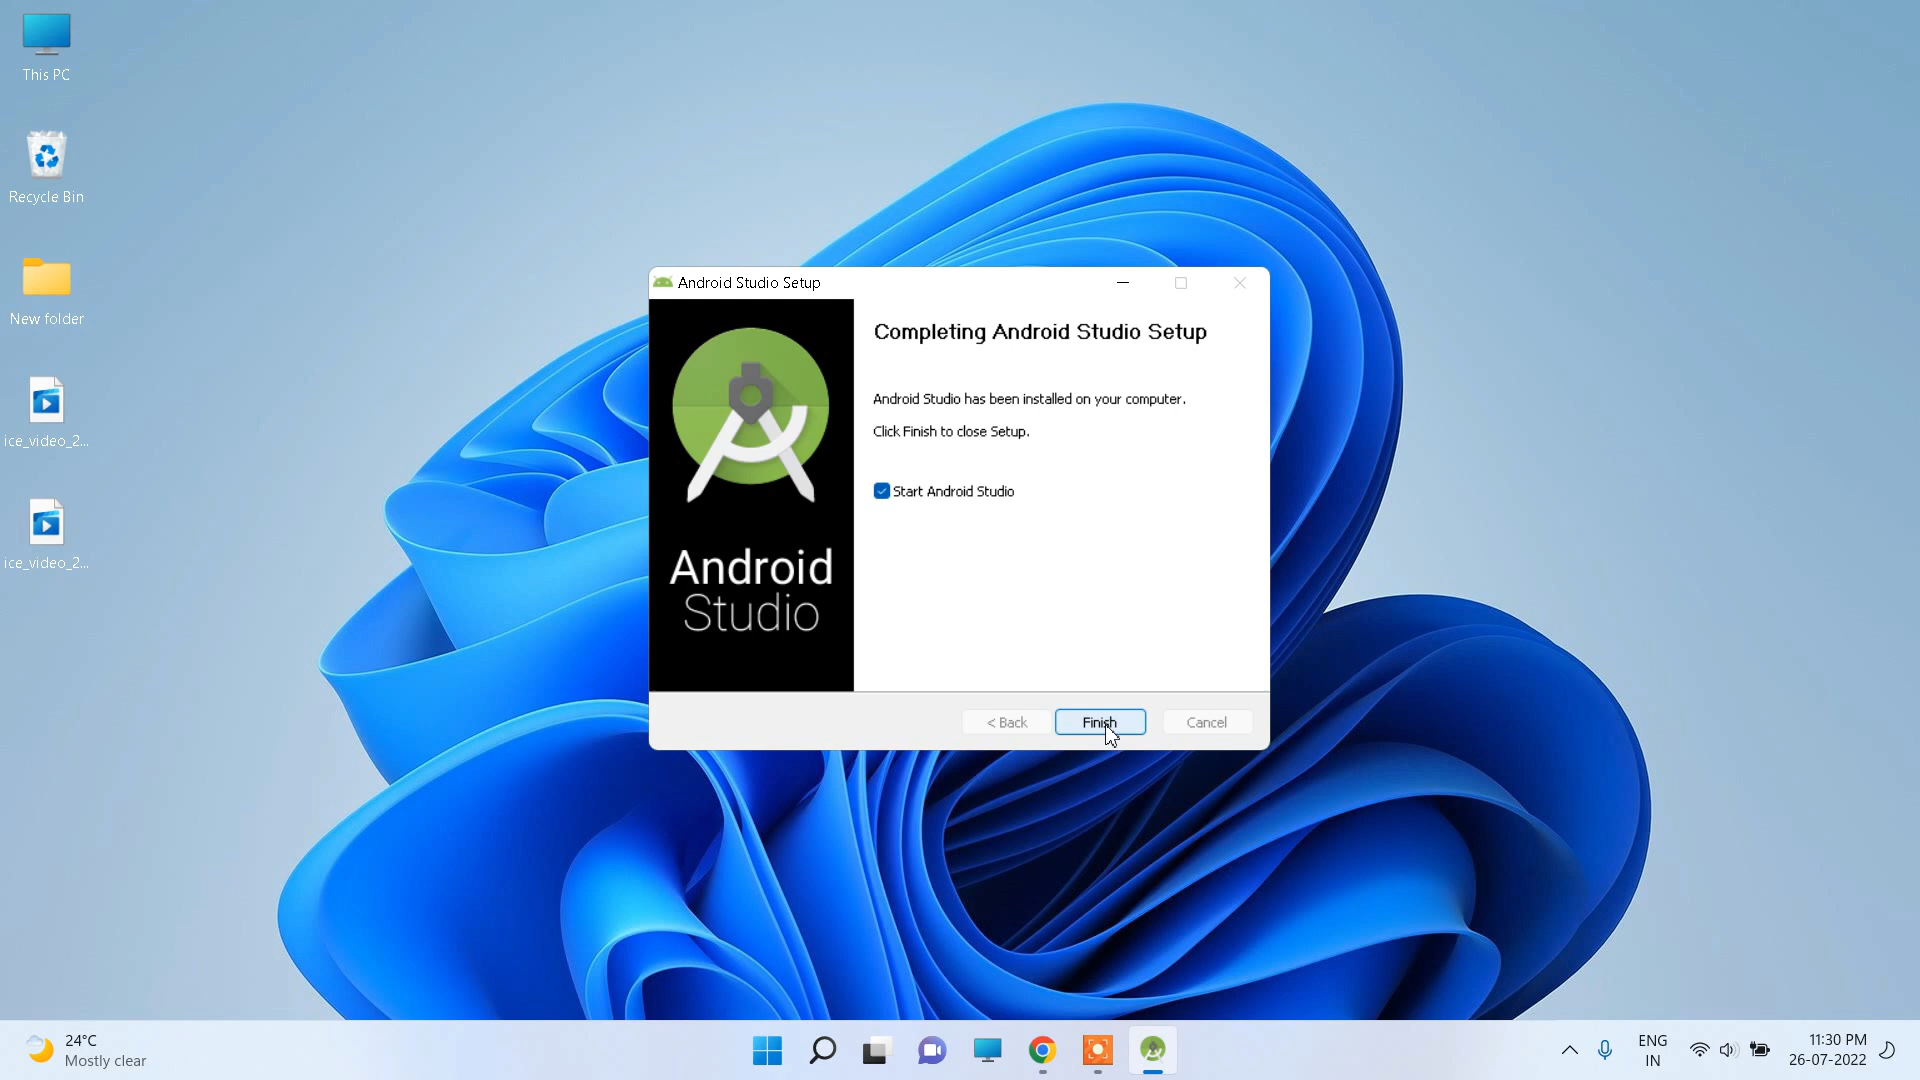 This PC
Recycle Bin
New folder
ice_video_2...
ice_video_2...
Android Studio Setup
Android
Studio
Completing Android Studio Setup
Android Studio has been installed on your computer.
Click Finish to close Setup.
Start Android Studio
< Back
Finish
Cancel
24°C
Mostly clear
ENG
IN
11:30 PM
26-07-2022